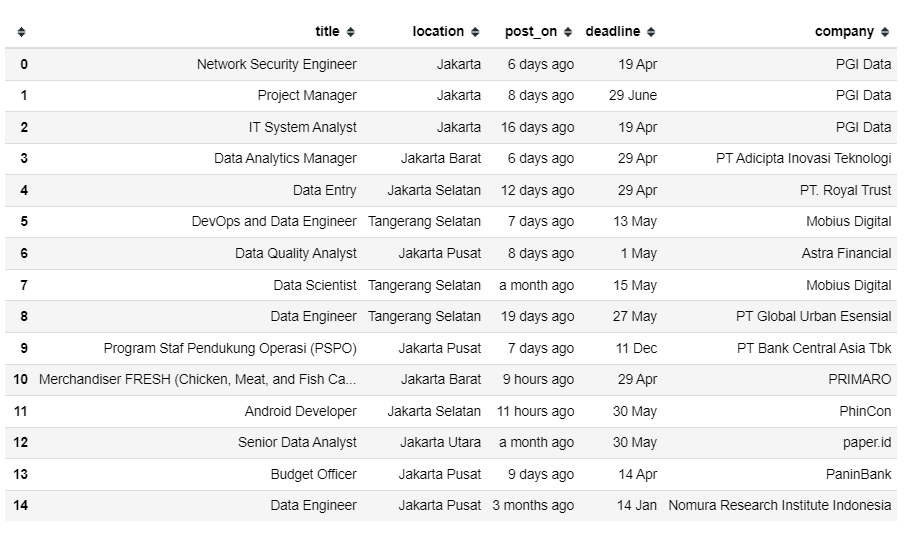 title location post_on deadline company
0 Network Security Engineer Jakarta 6 days ago 19 Apr PGI Data
1 Project Manager Jakarta 8 days ago 29 June PGI Data
2 IT System Analyst Jakarta 16 days ago 19 Apr PGI Data
3 Data Analytics Manager Jakarta Barat 6 days ago 29 Apr PT Adicipta Inovasi Teknologi
4 Data Entry Jakarta Selatan 12 days ago 29 Apr PT. Royal Trust
5 DevOps and Data Engineer Tangerang Selatan 7 days ago 13 May Mobius Digital
6 Data Quality Analyst Jakarta Pusat 8 days ago 1 May Astra Financial
7 Data Scientist Tangerang Selatan a month ago 15 May Mobius Digital
8 Data Engineer Tangerang Selatan 19 days ago 27 May PT Global Urban Esensial
9 Program Staf Pendukung Operasi (PSPO) Jakarta Pusat 7 days ago 11 Dec PT Bank Central Asia Tbk
10 Merchandiser FRESH (Chicken, Meat, and Fish Ca... Jakarta Barat 9 hours ago 29 Apr PRIMARO
11 Android Developer Jakarta Selatan 11 hours ago 30 May PhinCon
12 Senior Data Analyst Jakarta Utara a month ago 30 May paper.id
13 Budget Officer Jakarta Pusat 9 days ago 14 Apr PaninBank
14 Data Engineer Jakarta Pusat 3 months ago 14 Jan Nomura Research Institute Indonesia